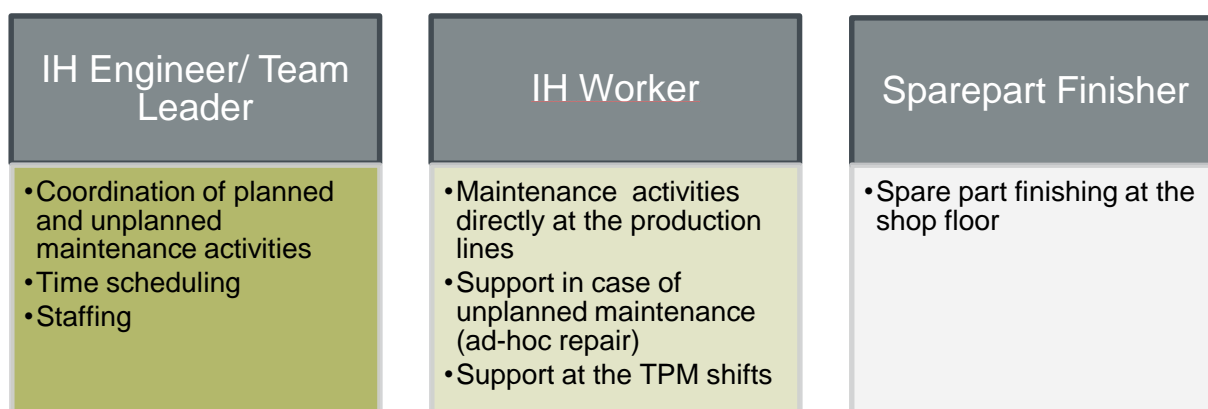 IH Engineer/ Team
Leader
•Coordination of planned
and unplanned
maintenance activities
•Time scheduling
•Staffing
IH Worker
•Maintenance  activities
directly at the production
lines
•Support in case of
unplanned maintenance
(ad-hoc repair)
•Support at the TPM shifts
Sparepart Finisher
•Spare part finishing at the
shop floor